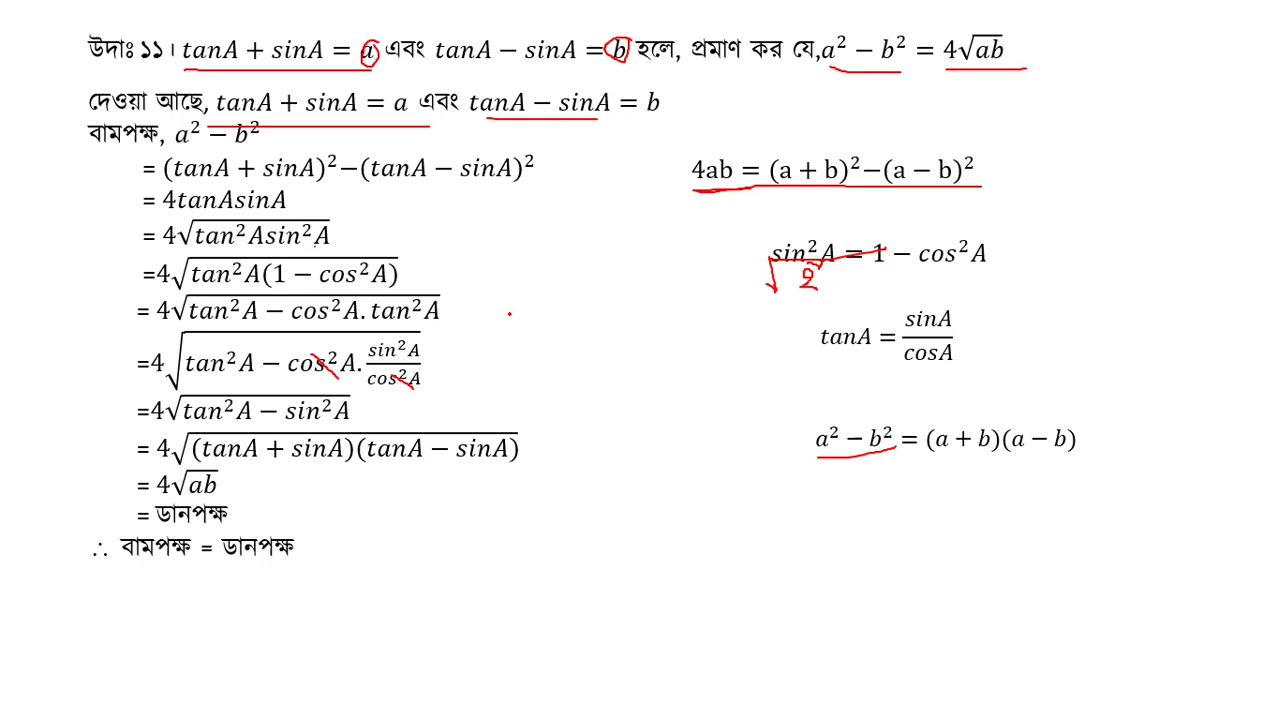 উদাঃ ১১। tanA + sinA = a এবং tanA − sinA = b হলে, প্রমাণ কর যে,a² − b² = 4√ab
দেওয়া আছে, tanA + sinA = a এবং tanA − sinA = b
বামপক্ষ, a² − b²
= (tanA + sinA)²−(tanA − sinA)²
4ab = (a + b)²−(a − b)²
= 4tanAsinA
= 4√tan²Asin²A
sin²A = 1 − cos²A
=4√tan²A(1 − cos²A)
= 4√tan²A − cos²A.tan²A
tanA = sinA/cosA
=4√tan²A − cos²A.sin²A/cos²A
=4√tan²A − sin²A
= 4√(tanA + sinA)(tanA − sinA)
a² − b² = (a + b)(a − b)
= 4√ab
= ডানপক্ষ
∴ বামপক্ষ = ডানপক্ষ